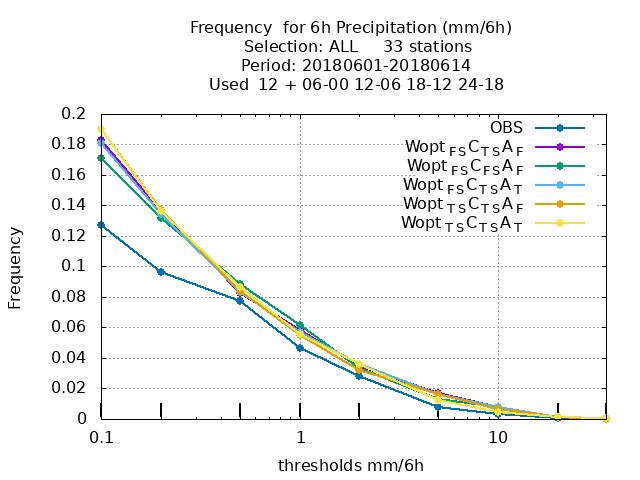 Frequency  for 6h Precipitation (mm/6h)
Selection: ALL     33 stations
Period: 20180601-20180614
Used  12 + 06-00 12-06 18-12 24-18
OBS
Wopt FS C TS A F
Wopt FS C FS A F
Wopt FS C TS A T
Wopt TS C TS A F
Wopt TS C TS A T
0.2
0.18
0.16
0.14
0.12
0.1
0.08
0.06
0.04
0.02
0
Frequency
0.1
1
10
thresholds mm/6h